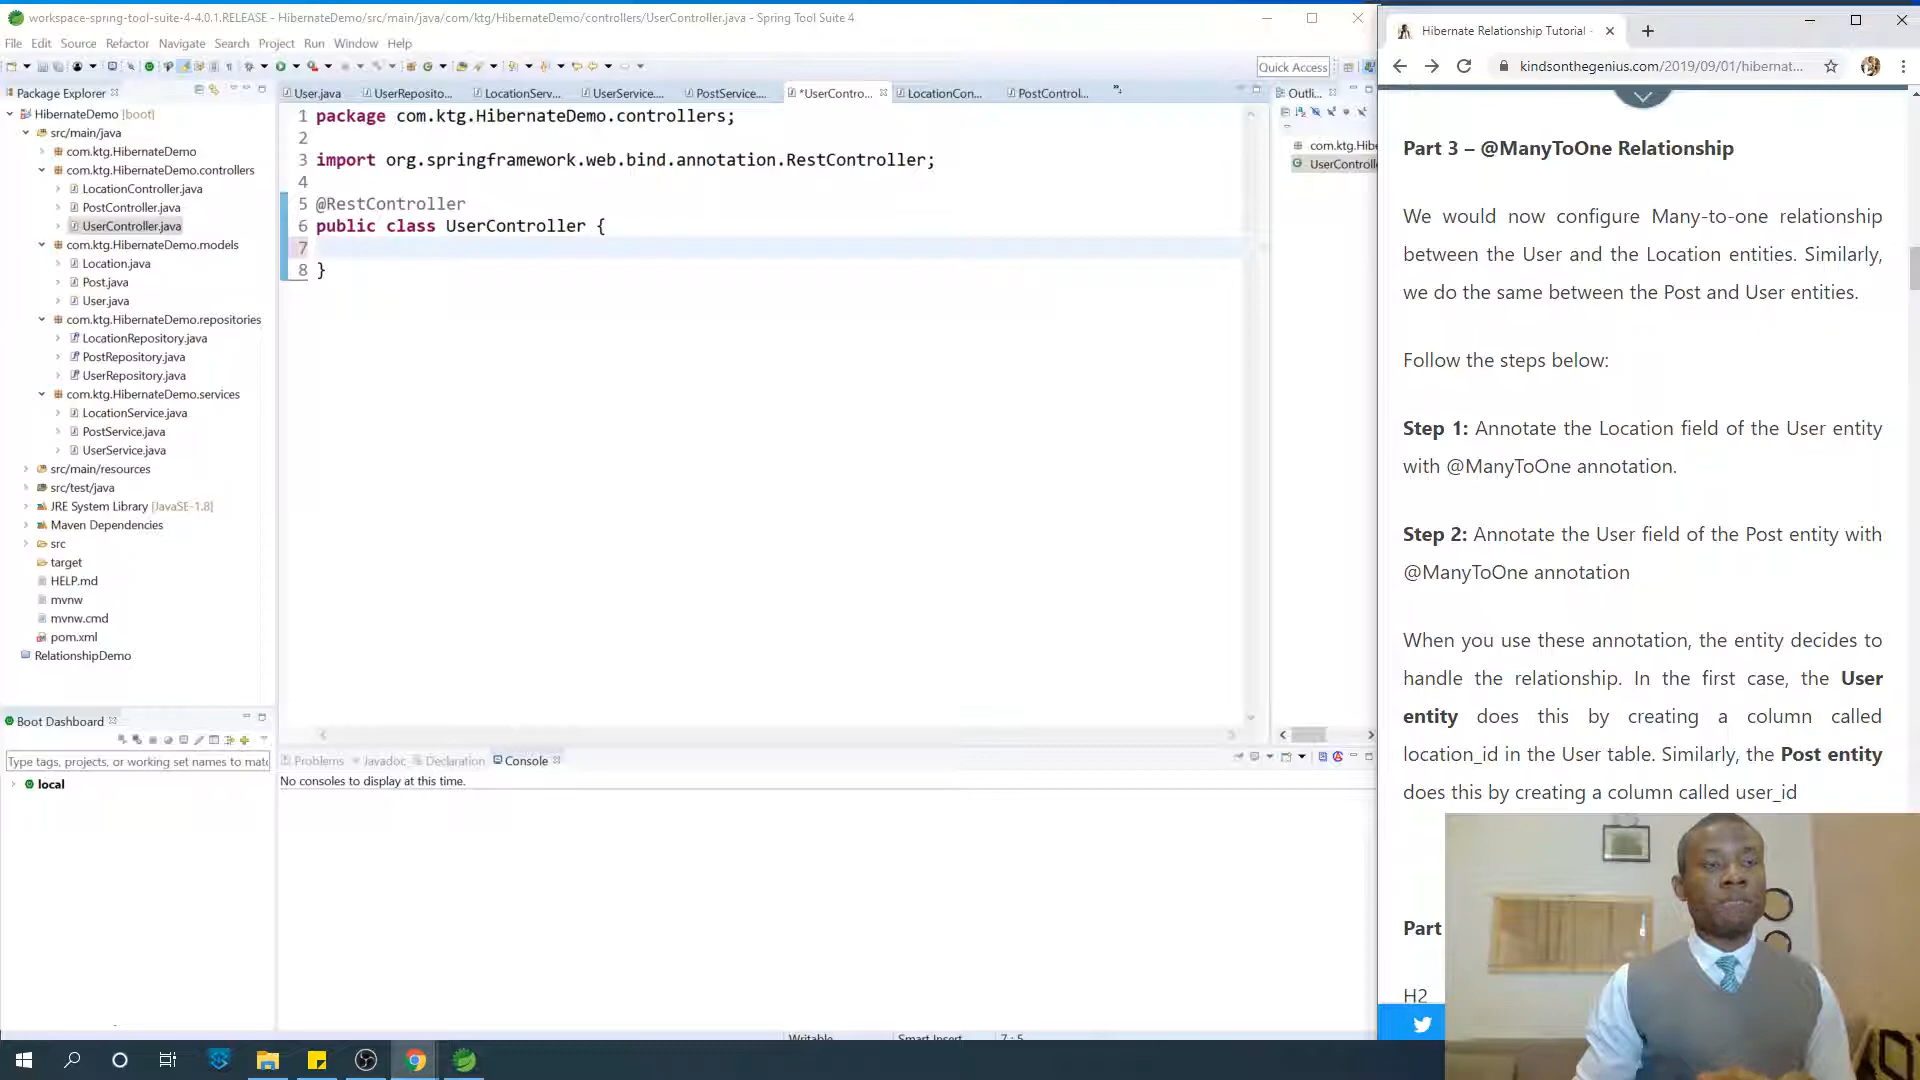 workspace-spring-tool-suite-4-4.0.1.RELEASE - HibernateDemo/src/main/java/com/ktg/HibernateDemo/controllers/UserController.java - Spring Tool Suite 4
File Edit Source Refactor Navigate Search Project Run Window Help
Quick Access
Package Explorer
HibernateDemo [boot]
src/main/java
com.ktg.HibernateDemo
com.ktg.HibernateDemo.controllers
LocationController.java
PostController.java
UserController.java
com.ktg.HibernateDemo.models
Location.java
Post.java
User.java
com.ktg.HibernateDemo.repositories
LocationRepository.java
PostRepository.java
UserRepository.java
com.ktg.HibernateDemo.services
LocationService.java
PostService.java
UserService.java
src/main/resources
src/test/java
JRE System Library [JavaSE-1.8]
Maven Dependencies
src
target
HELP.md
mvnw
mvnw.cmd
pom.xml
RelationshipDemo
Boot Dashboard
Type tags, projects, or working set names to matc
local
User.java UserReposito... LocationServ... UserService.... PostService.... *UserContro... LocationCon... PostControl...
1 package com.ktg.HibernateDemo.controllers;
2
3 import org.springframework.web.bind.annotation.RestController;
4
5 @RestController
6 public class UserController {
7
8 }
Outli...
com.ktg.Hibe
UserControll
Problems Javadoc Declaration Console
No consoles to display at this time.
Writable Smart Insert 7 : 5
Hibernate Relationship Tutorial -
kindsonthegenius.com/2019/09/01/hibernat...
Part 3 – @ManyToOne Relationship
We would now configure Many-to-one relationship
between the User and the Location entities. Similarly,
we do the same between the Post and User entities.
Follow the steps below:
Step 1: Annotate the Location field of the User entity
with @ManyToOne annotation.
Step 2: Annotate the User field of the Post entity with
@ManyToOne annotation
When you use these annotation, the entity decides to
handle the relationship. In the first case, the User
entity does this by creating a column called
location_id in the User table. Similarly, the Post entity
does this by creating a column called user_id
Part
H2